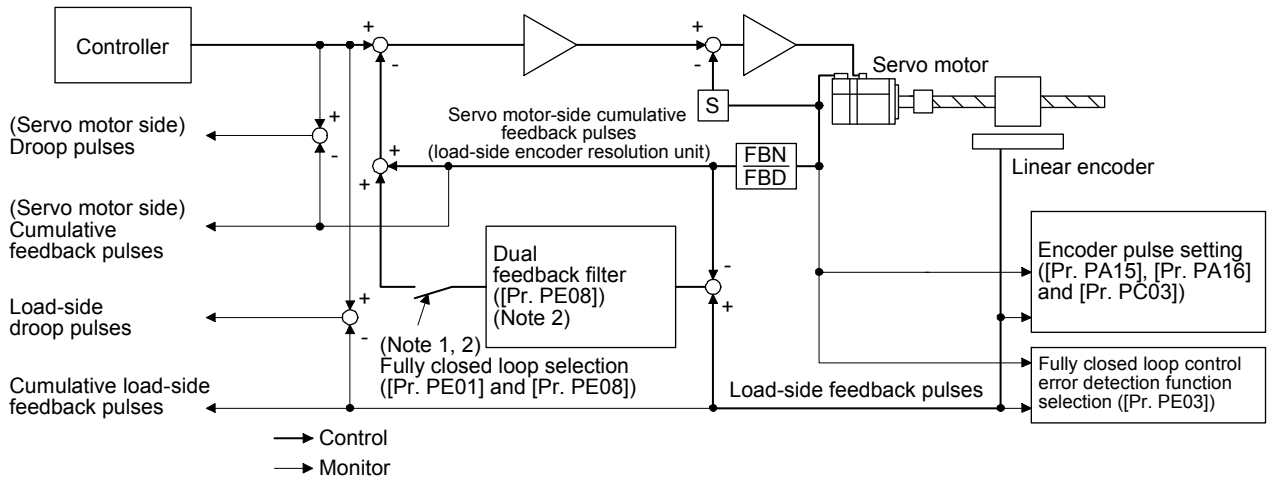 Controller
+
-
+
-
Servo motor
S
(Servo motor side)
Droop pulses
+
-
Servo motor-side cumulative
feedback pulses
(load-side encoder resolution unit)
+
+
FBN
FBD
Linear encoder
(Servo motor side)
Cumulative
feedback pulses
Dual
feedback filter
([Pr. PE08])
(Note 2)
-
+
Encoder pulse setting
([Pr. PA15], [Pr. PA16]
and [Pr. PC03])
Load-side
droop pulses
+
-
(Note 1, 2)
Fully closed loop selection
([Pr. PE01] and [Pr. PE08])
Fully closed loop control
error detection function
selection ([Pr. PE03])
Cumulative load-side
feedback pulses
Load-side feedback pulses
Control
Monitor